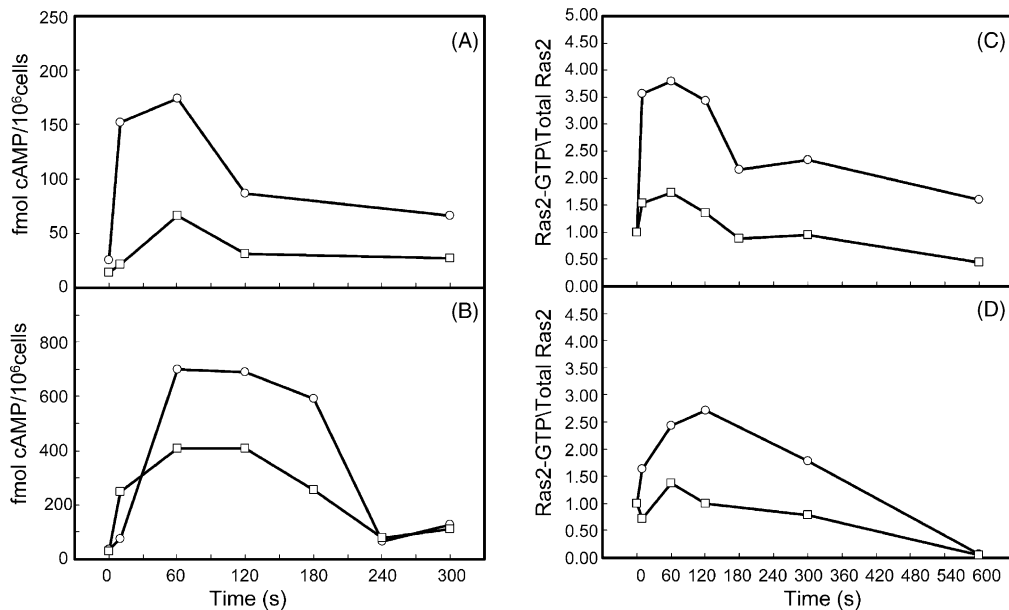 250
200
150
100
50
0
fmol cAMP/10⁶cells
(A)
800
600
400
200
0
fmol cAMP/10⁶cells
(B)
0 60 120 180 240 300
Time (s)
5.00
4.50
4.00
3.50
3.00
2.50
2.00
1.50
1.00
0.50
0.00
Ras2-GTP\Total Ras2
(C)
4.50
4.00
3.50
3.00
2.50
2.00
1.50
1.00
0.50
0.00
Ras2-GTP\Total Ras2
(D)
0 60 120 180 240 300 360 420 480 540 600
Time (s)